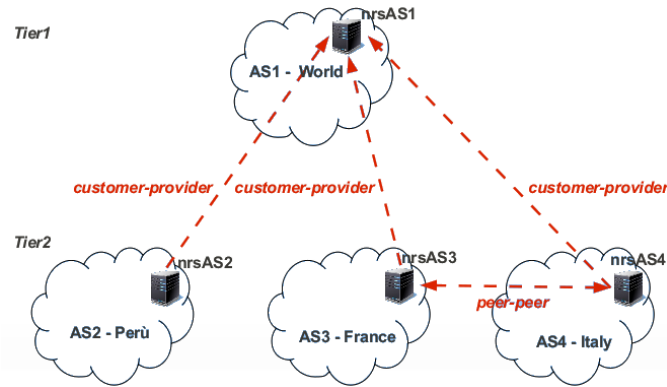 Tier1
nrsAS1
AS1 - World
customer-provider
customer-provider
customer-provider
Tier2
nrsAS2
nrsAS3
nrsAS4
peer-peer
AS2 - Perù
AS3 - France
AS4 - Italy